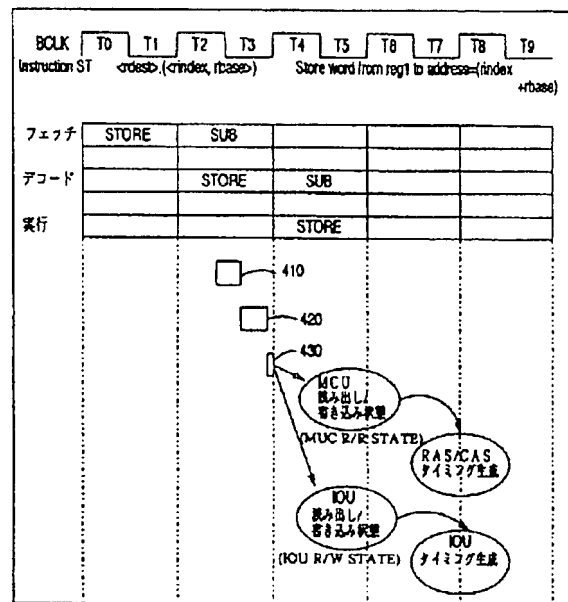 BCLK T0 T1 T2 T3 T4 T5 T6 T7 T8 T9
Instruction ST <rdest>.(<rindex, rbase>) Store word from reg1 to address=(rindex
+rbase)
フェッチ STORE SUB
デコード STORE SUB
実行 STORE
410
420
430
MCU
読み出し/
書き込み状態
(MUC R/R STATE)
RAS/CAS
タイミング生成
IOU
読み出し/
書き込み状態
(IOU R/W STATE)
IOU
タイミング生成